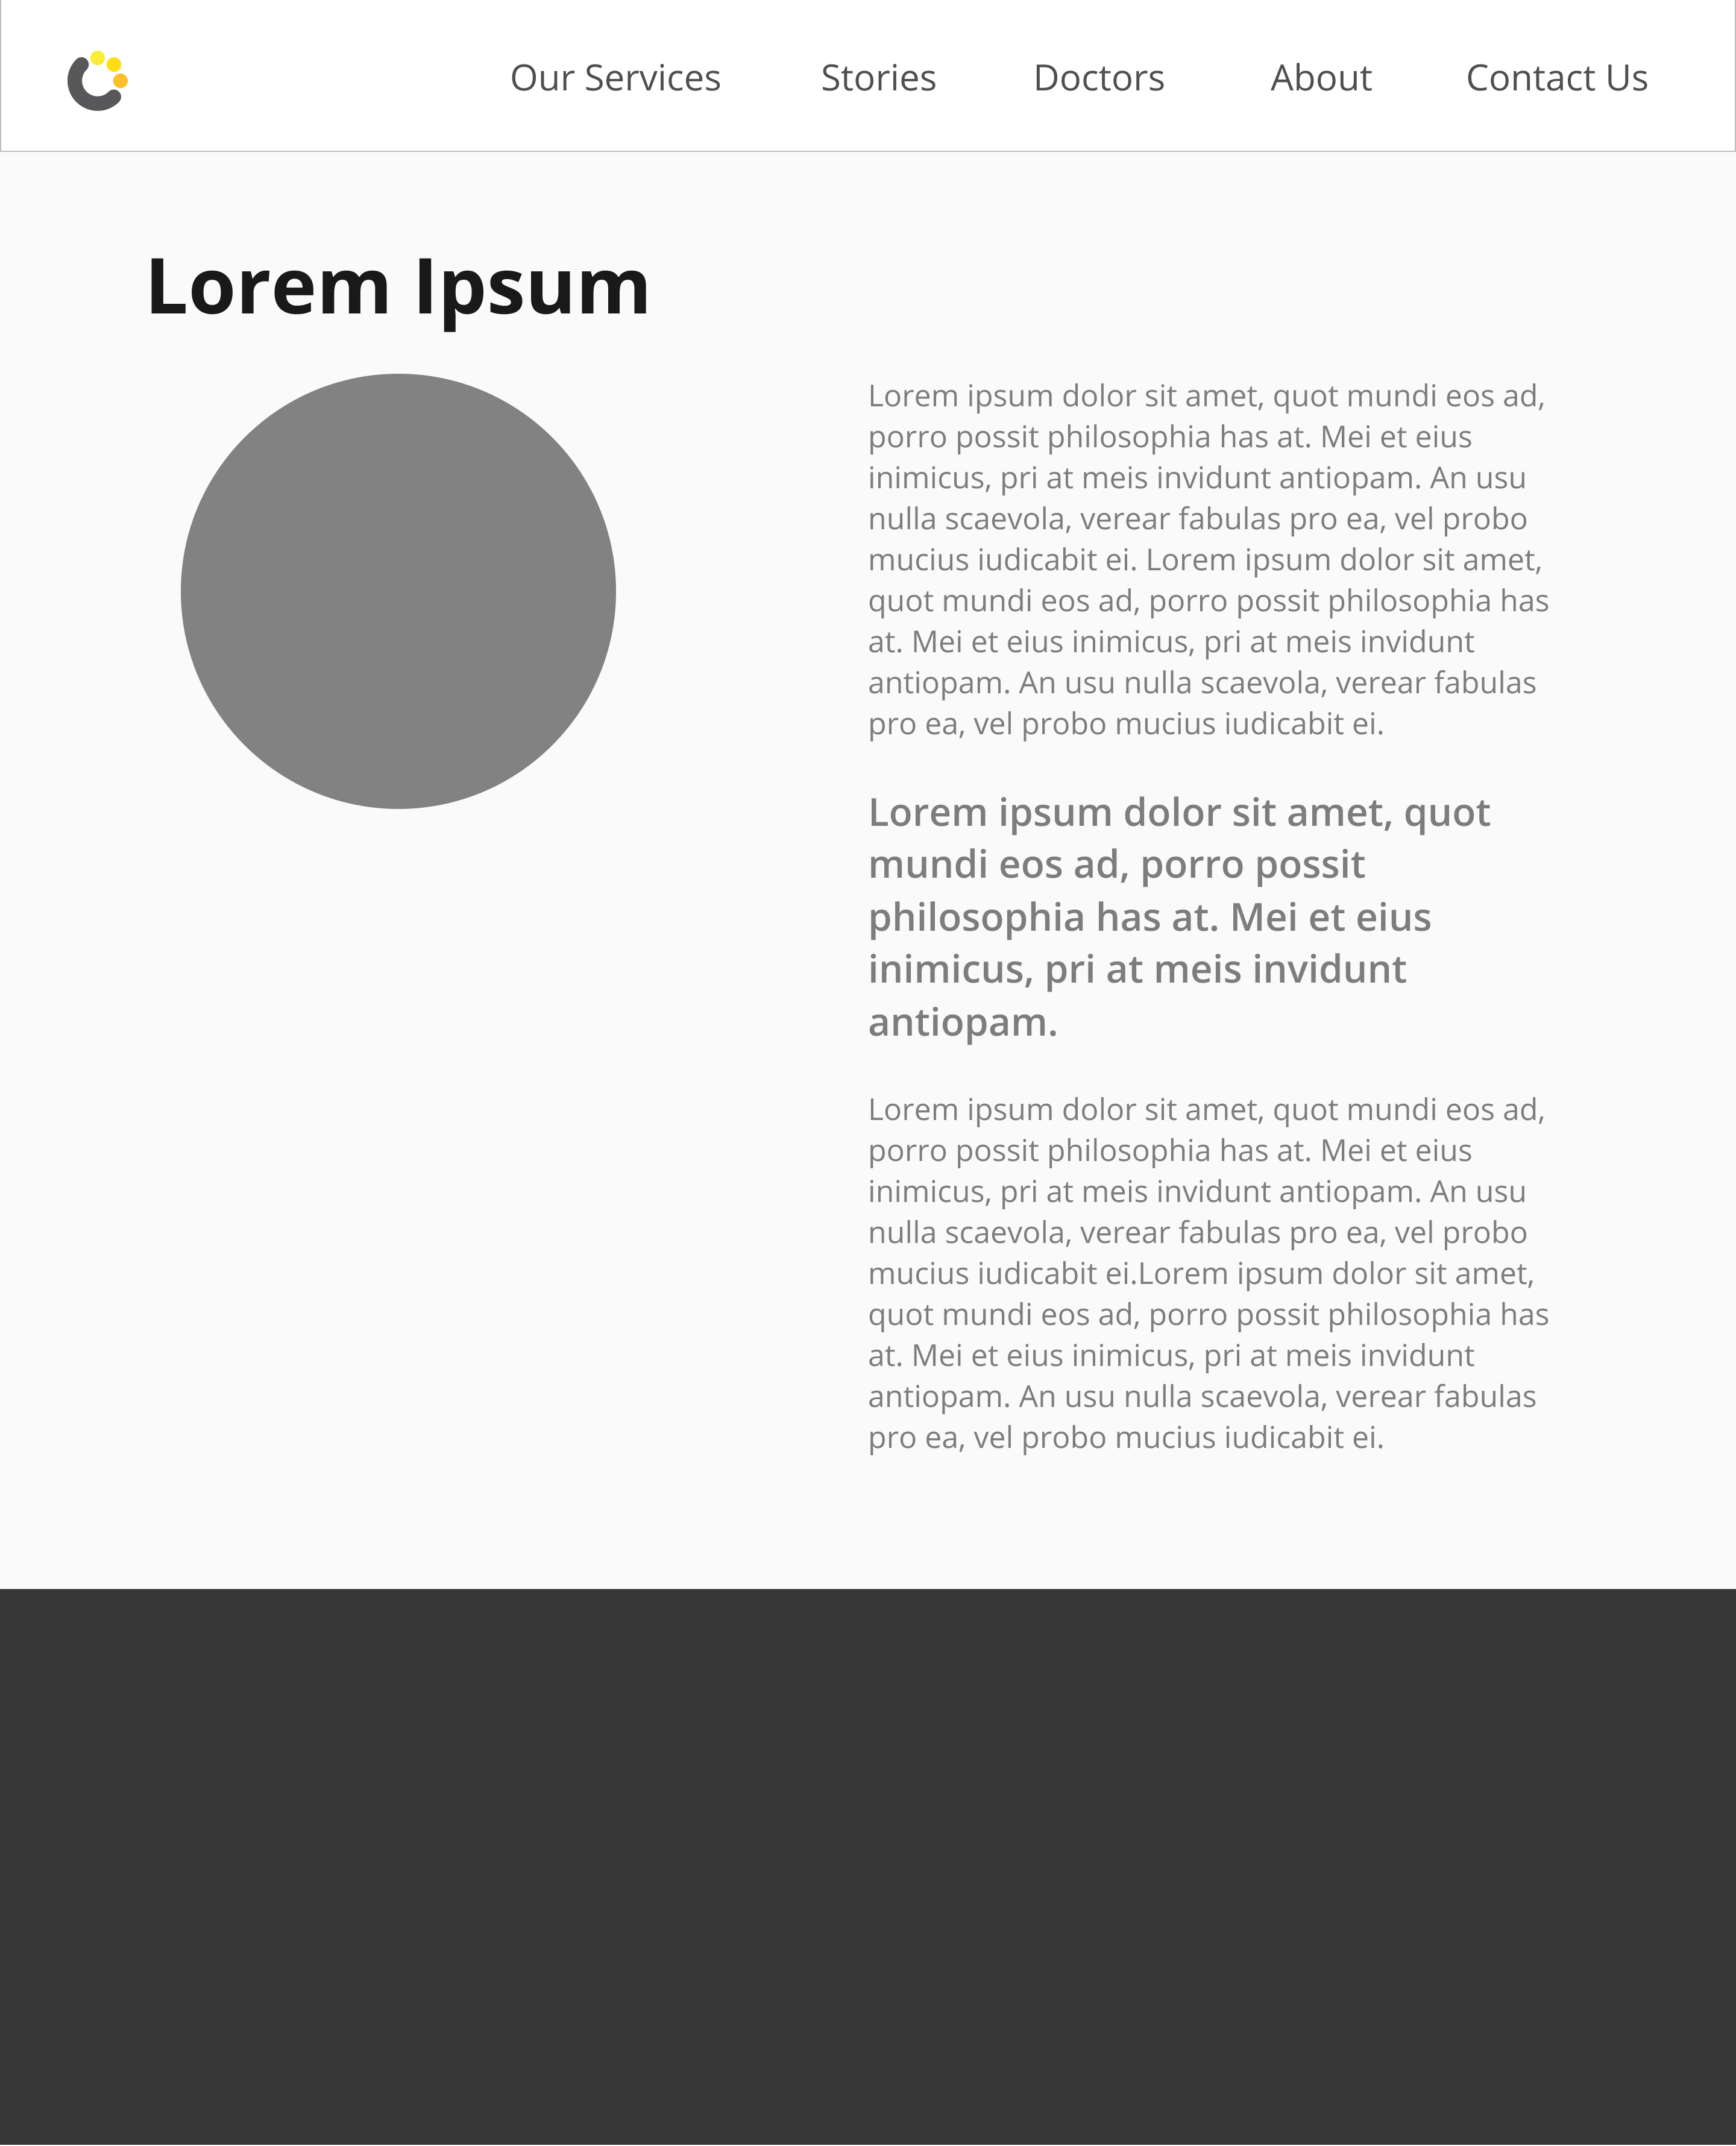 Our Services Stories Doctors About Contact Us
Lorem Ipsum
Lorem ipsum dolor sit amet, quot mundi eos ad,
porro possit philosophia has at. Mei et eius
inimicus, pri at meis invidunt antiopam. An usu
nulla scaevola, verear fabulas pro ea, vel probo
mucius iudicabit ei. Lorem ipsum dolor sit amet,
quot mundi eos ad, porro possit philosophia has
at. Mei et eius inimicus, pri at meis invidunt
antiopam. An usu nulla scaevola, verear fabulas
pro ea, vel probo mucius iudicabit ei.
Lorem ipsum dolor sit amet, quot
mundi eos ad, porro possit
philosophia has at. Mei et eius
inimicus, pri at meis invidunt
antiopam.
Lorem ipsum dolor sit amet, quot mundi eos ad,
porro possit philosophia has at. Mei et eius
inimicus, pri at meis invidunt antiopam. An usu
nulla scaevola, verear fabulas pro ea, vel probo
mucius iudicabit ei.Lorem ipsum dolor sit amet,
quot mundi eos ad, porro possit philosophia has
at. Mei et eius inimicus, pri at meis invidunt
antiopam. An usu nulla scaevola, verear fabulas
pro ea, vel probo mucius iudicabit ei.